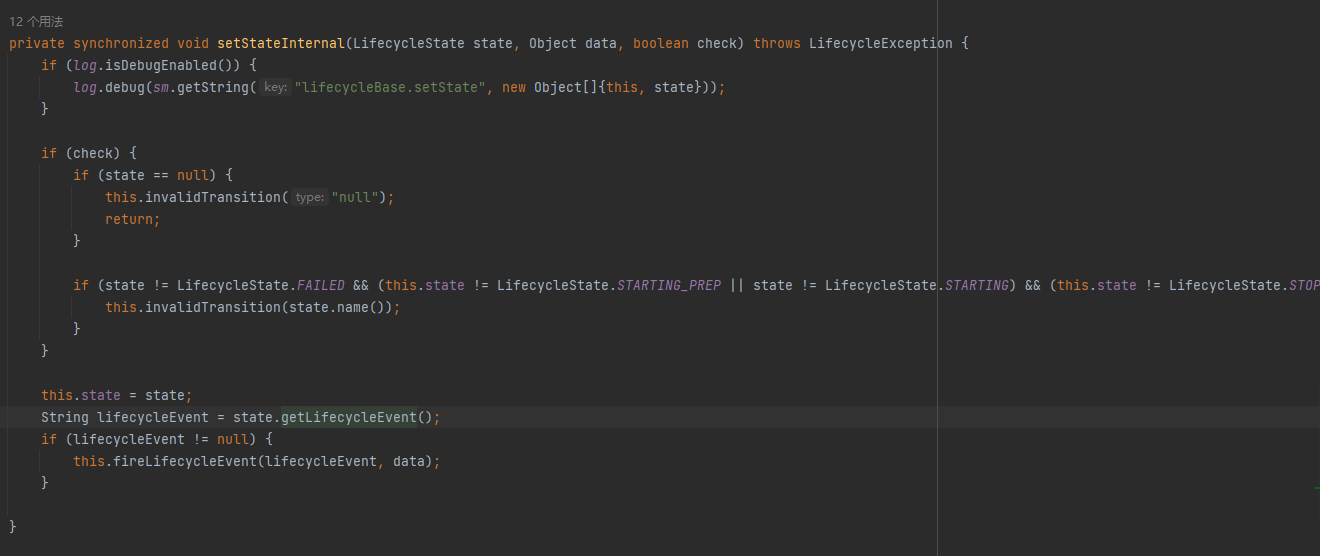 12 个用法
private synchronized void setStateInternal(LifecycleState state, Object data, boolean check) throws LifecycleException {
if (log.isDebugEnabled()) {
log.debug(sm.getString( key: "lifecycleBase.setState", new Object[]{this, state}));
}
if (check) {
if (state == null) {
this.invalidTransition( type: "null");
return;
}
if (state != LifecycleState.FAILED && (this.state != LifecycleState.STARTING_PREP || state != LifecycleState.STARTING) && (this.state != LifecycleState.STOP
this.invalidTransition(state.name());
}
}
this.state = state;
String lifecycleEvent = state.getLifecycleEvent();
if (lifecycleEvent != null) {
this.fireLifecycleEvent(lifecycleEvent, data);
}
}